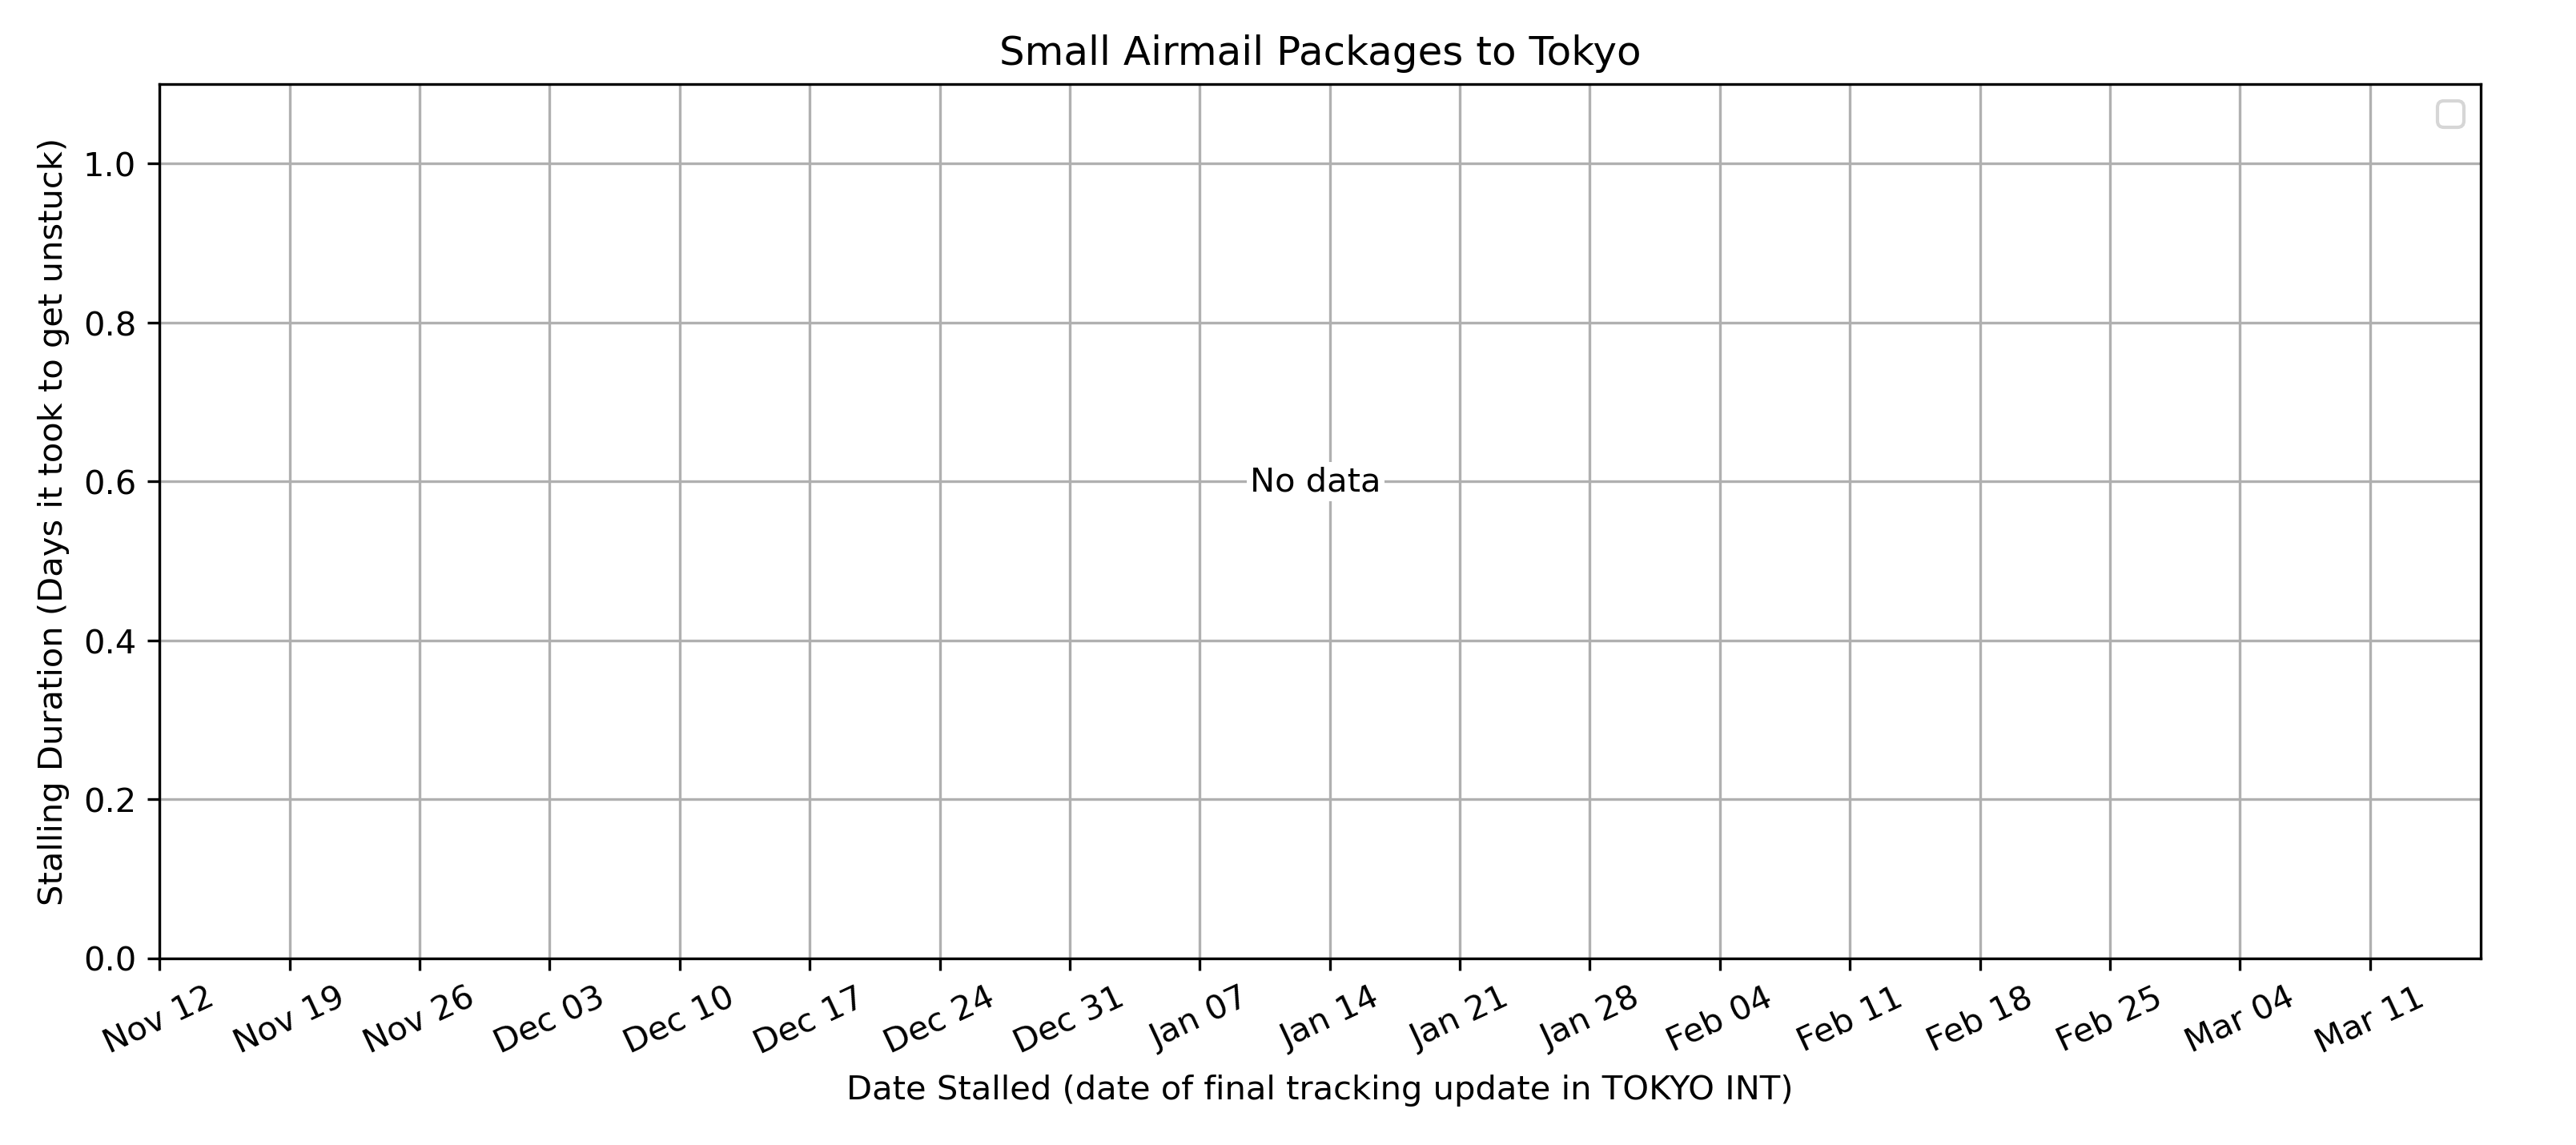 Small Airmail Packages to Tokyo
Stalling Duration (Days it took to get unstuck)
1.0
0.8
0.6
0.4
0.2
0.0
No data
Nov 12
Nov 19
Nov 26
Dec 03
Dec 10
Dec 17
Dec 24
Dec 31
Jan 07
Jan 14
Jan 21
Jan 28
Feb 04
Feb 11
Feb 18
Feb 25
Mar 04
Mar 11
Date Stalled (date of final tracking update in TOKYO INT)